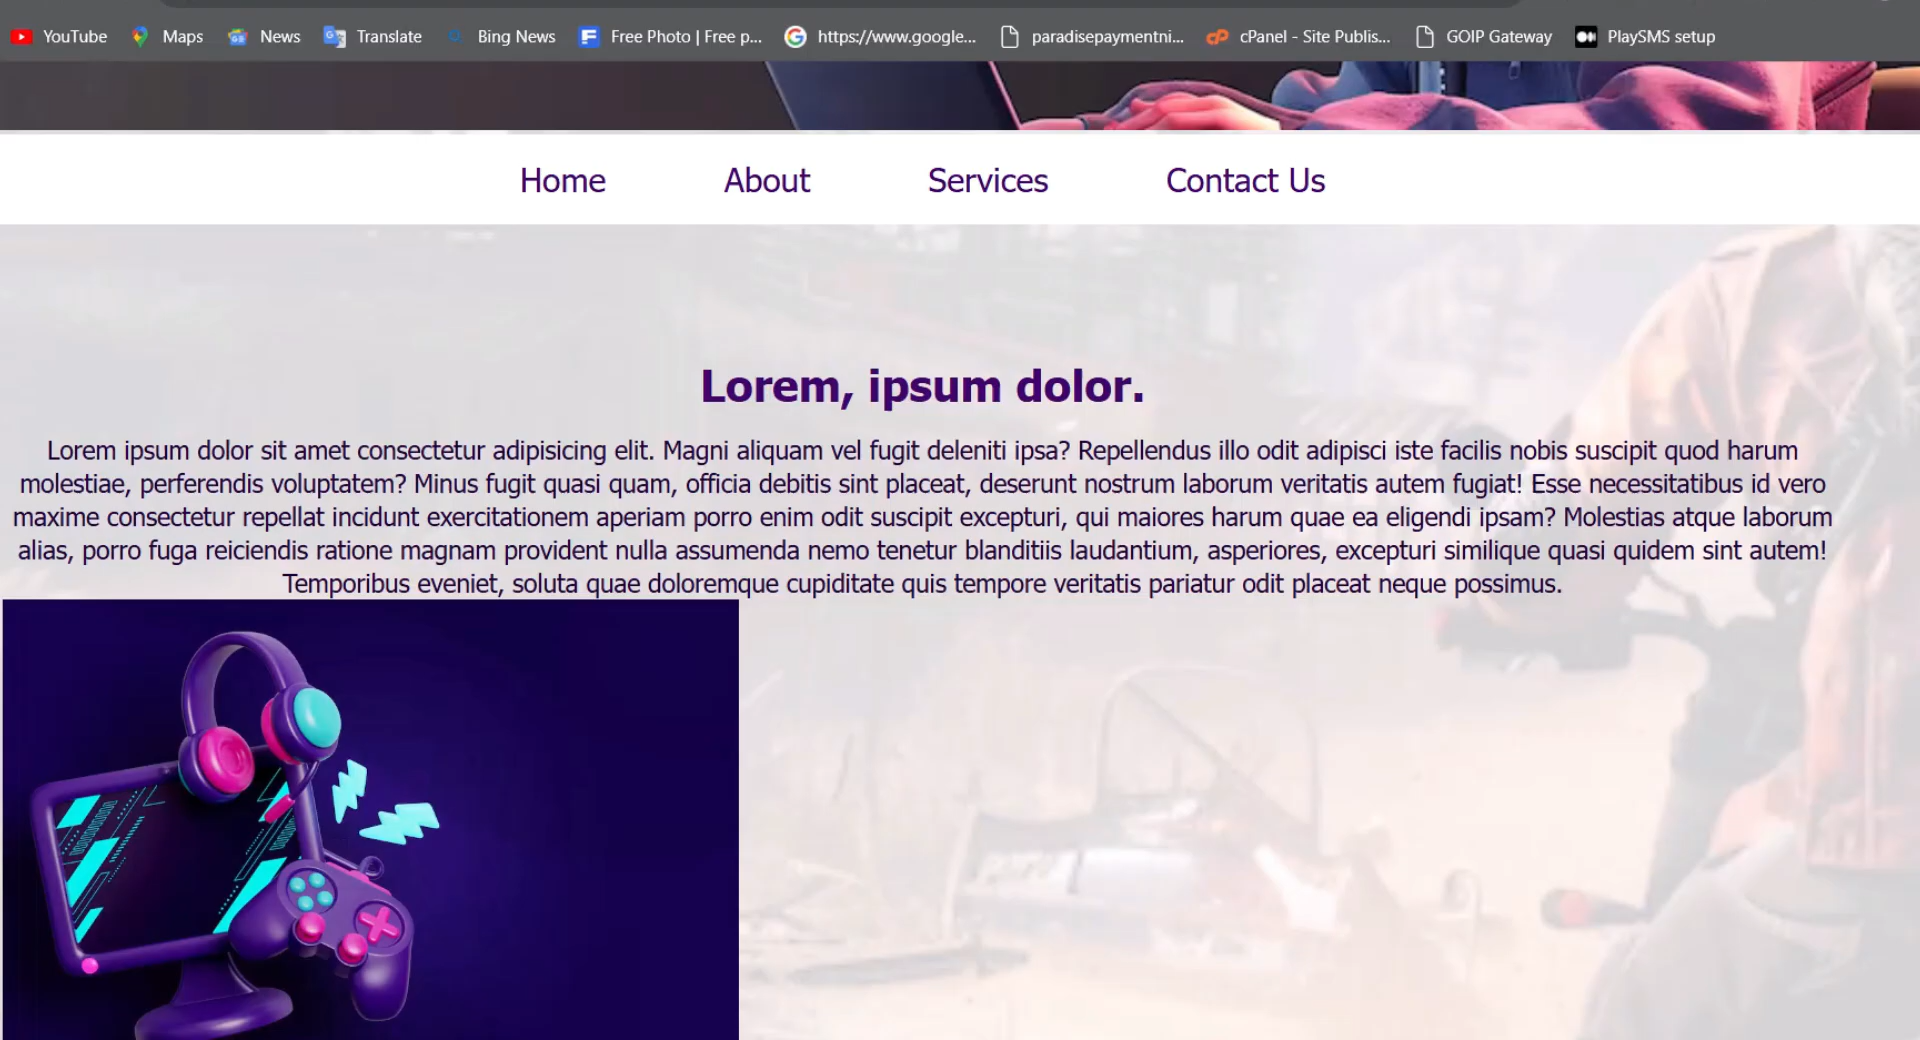 YouTube Maps News Translate Bing News Free Photo | Free p... https://www.google... paradisepaymentni... cPanel - Site Publis... GOIP Gateway PlaySMS setup
Home About Services Contact Us
Lorem, ipsum dolor.
Lorem ipsum dolor sit amet consectetur adipisicing elit. Magni aliquam vel fugit deleniti ipsa? Repellendus illo odit adipisci iste facilis nobis suscipit quod harum
molestiae, perferendis voluptatem? Minus fugit quasi quam, officia debitis sint placeat, deserunt nostrum laborum veritatis autem fugiat! Esse necessitatibus id vero
maxime consectetur repellat incidunt exercitationem aperiam porro enim odit suscipit excepturi, qui maiores harum quae ea eligendi ipsam? Molestias atque laborum
alias, porro fuga reiciendis ratione magnam provident nulla assumenda nemo tenetur blanditiis laudantium, asperiores, excepturi similique quasi quidem sint autem!
Temporibus eveniet, soluta quae doloremque cupiditate quis tempore veritatis pariatur odit placeat neque possimus.